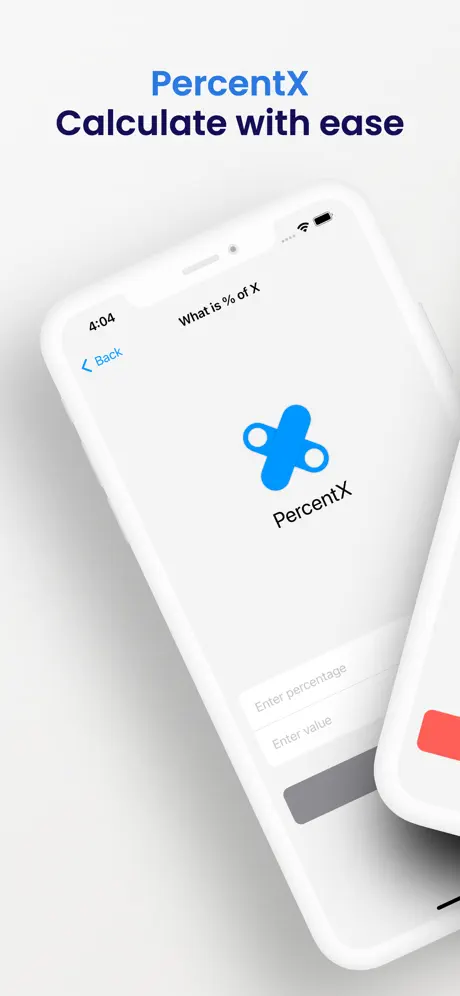 PercentX
Calculate with ease
4:04
What is % of X
Back
PercentX
Enter percentage
Enter value